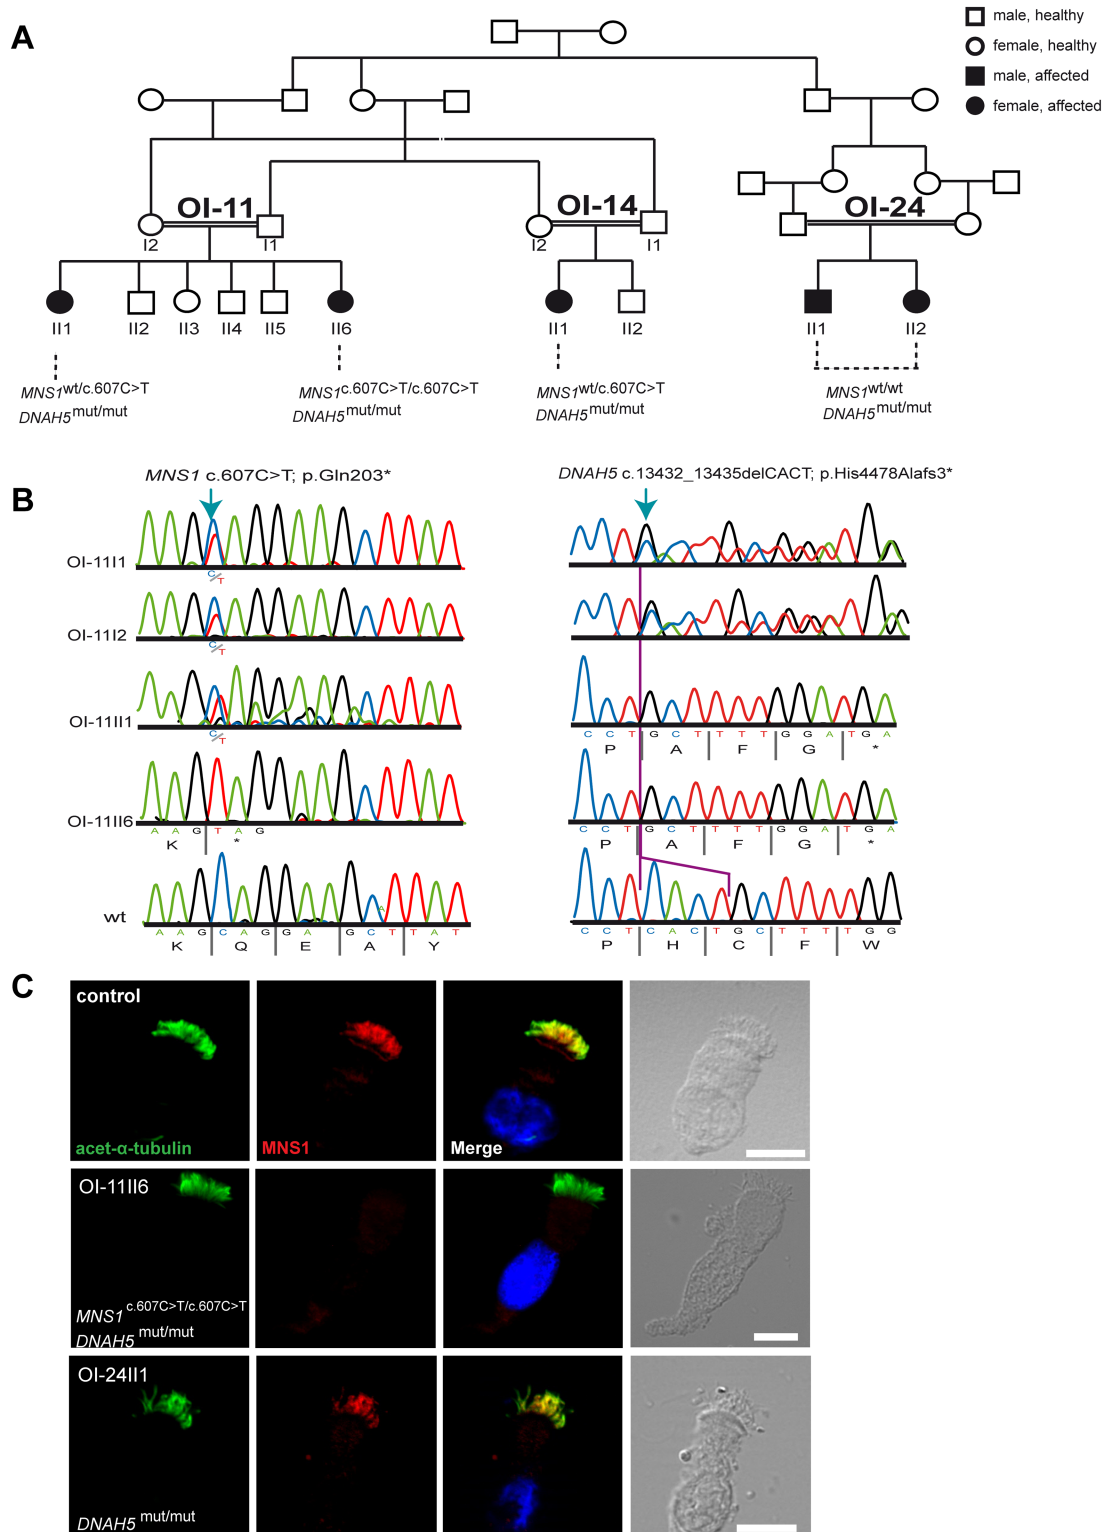 A
male, healthy
female, healthy
male, affected
female, affected
OI-11
OI-14
OI-24
I2
I1
I2
I1
II1
II2
II3
II4
II5
II6
II1
II2
II1
II2
MNS1wt/c.607C>T
DNAH5mut/mut
MNS1c.607C>T/c.607C>T
DNAH5mut/mut
MNS1wt/c.607C>T
DNAH5mut/mut
MNS1wt/wt
DNAH5mut/mut
B
MNS1 c.607C>T; p.Gln203*
DNAH5 c.13432_13435delCACT; p.His4478Alafs3*
OI-11I1
C/T
OI-11I2
C/T
OI-11II1
C/T
C C T G C T T T T G G A T G A
P A F G *
OI-11II6
A A G T A G
K *
C C T G C T T T T G G A T G A
P A F G *
wt
A
A A G C A G G A G C T T A T
K Q E A Y
C C T C A C T G C T T T T G G
P H C F W
C
control
acet-α-tubulin
MNS1
Merge
OI-11II6
MNS1c.607C>T/c.607C>T
DNAH5mut/mut
OI-24II1
DNAH5mut/mut